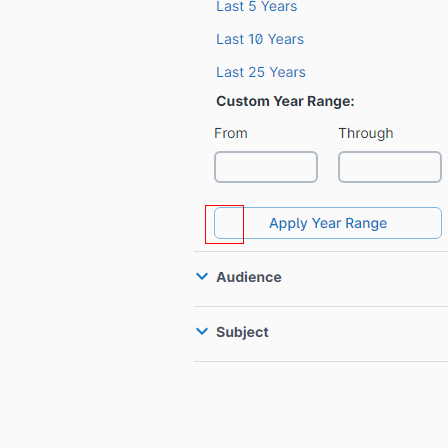 Last 5 Years
Last 10 Years
Last 25 Years
Custom Year Range:
From Through
Apply Year Range
Audience
Subject